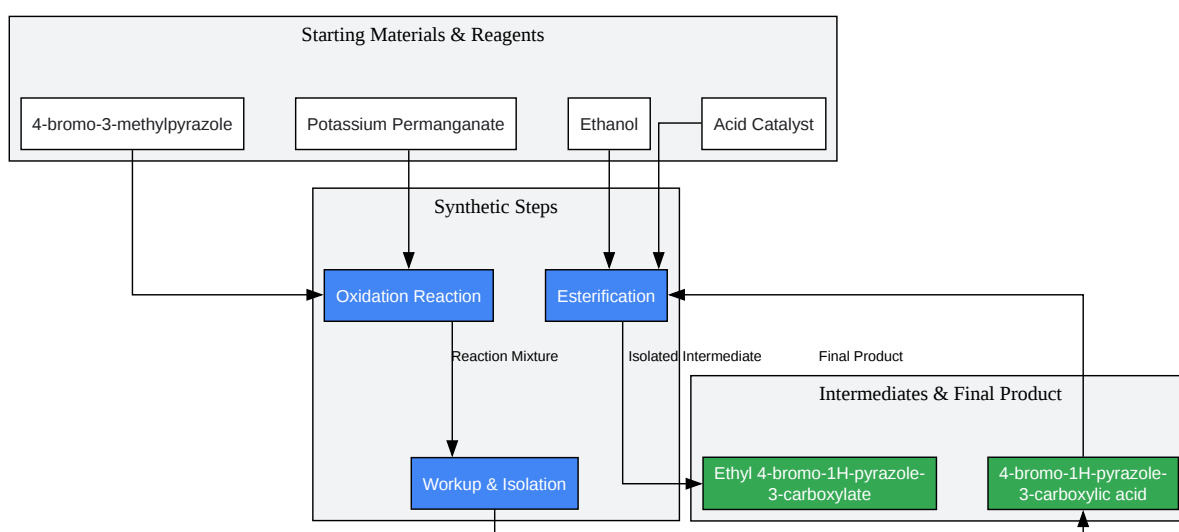 Starting Materials & Reagents
4-bromo-3-methylpyrazole
Potassium Permanganate
Ethanol
Acid Catalyst
Synthetic Steps
Oxidation Reaction
Esterification
Reaction Mixture
Isolated Intermediate
Final Product
Intermediates & Final Product
Workup & Isolation
Ethyl 4-bromo-1H-pyrazole-
3-carboxylate
4-bromo-1H-pyrazole-
3-carboxylic acid